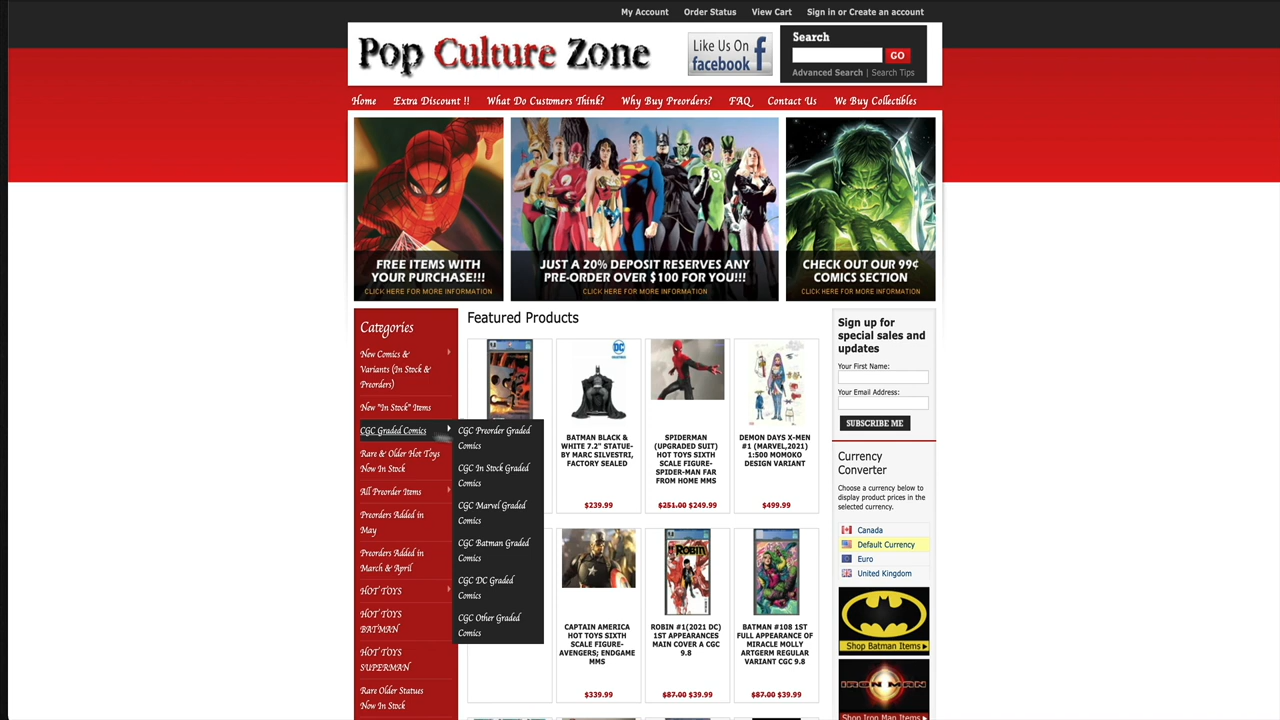 My Account
Order Status
View Cart
Sign in or Create an account
Pop Culture Zone
Like Us On
facebook
Search
GO
Advanced Search | Search Tips
Home
Extra Discount !!
What Do Customers Think?
Why Buy Preorders?
FAQ
Contact Us
We Buy Collectibles
FREE ITEMS WITH
YOUR PURCHASE!!!
CLICK HERE FOR MORE INFORMATION
JUST A 20% DEPOSIT RESERVES ANY
PRE-ORDER OVER $100 FOR YOU!!!
CLICK HERE FOR MORE INFORMATION
CHECK OUT OUR 99¢
COMICS SECTION
CLICK HERE FOR MORE INFORMATION
Categories
New Comics &
Variants (In Stock &
Preorders)
New "In Stock" Items
CGC Graded Comics
Rare & Older Hot Toys
Now In Stock
All Preorder Items
Preorders Added in
May
Preorders Added in
March & April
HOT TOYS
HOT TOYS
BATMAN
HOT TOYS
SUPERMAN
Rare Older Statues
Now In Stock
CGC Preorder Graded
Comics
CGC In Stock Graded
Comics
CGC Marvel Graded
Comics
CGC Batman Graded
Comics
CGC DC Graded
Comics
CGC Other Graded
Comics
Featured Products
DC
BATMAN BLACK &
WHITE 7.2" STATUE-
BY MARC SILVESTRI,
FACTORY SEALED
$239.99
SPIDERMAN
(UPGRADED SUIT)
HOT TOYS SIXTH
SCALE FIGURE-
SPIDER-MAN FAR
FROM HOME MMS
$251.00 $249.99
DEMON DAYS X-MEN
#1 (MARVEL,2021)
1:500 MOMOKO
DESIGN VARIANT
$499.99
CAPTAIN AMERICA
HOT TOYS SIXTH
SCALE FIGURE-
AVENGERS; ENDGAME
MMS
$339.99
ROBIN
ROBIN #1(2021 DC)
1ST APPEARANCES
MAIN COVER A CGC
9.8
$87.00 $39.99
BATMAN #108 1ST
FULL APPEARANCE OF
MIRACLE MOLLY
ARTGERM REGULAR
VARIANT CGC 9.8
$87.00 $39.99
Sign up for
special sales and
updates
Your First Name:
Your Email Address:
SUBSCRIBE ME
Currency
Converter
Choose a currency below to
display product prices in the
selected currency.
Canada
Default Currency
Euro
United Kingdom
Shop Batman Items
IRON MAN
Shop Iron Man Items